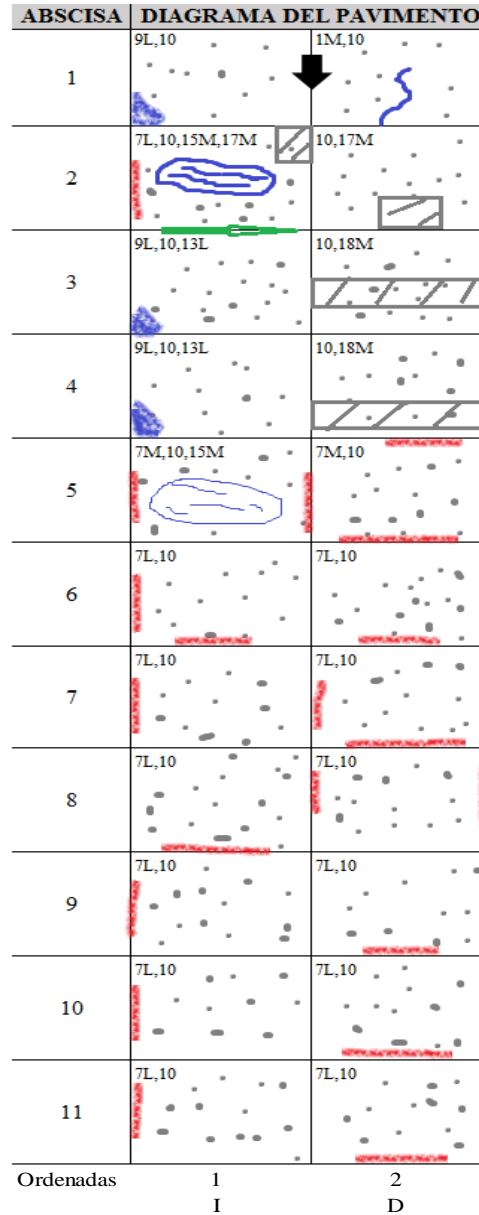 ABSCISA DIAGRAMA DEL PAVIMENTO
1 9L,10 1M,10
2 7L,10,15M,17M 10,17M
3 9L,10,13L 10,18M
4 9L,10,13L 10,18M
5 7M,10,15M 7M,10
6 7L,10 7L,10
7 7L,10 7L,10
8 7L,10 7L,10
9 7L,10 7L,10
10 7L,10 7L,10
11 7L,10 7L,10
Ordenadas 1 2
I D